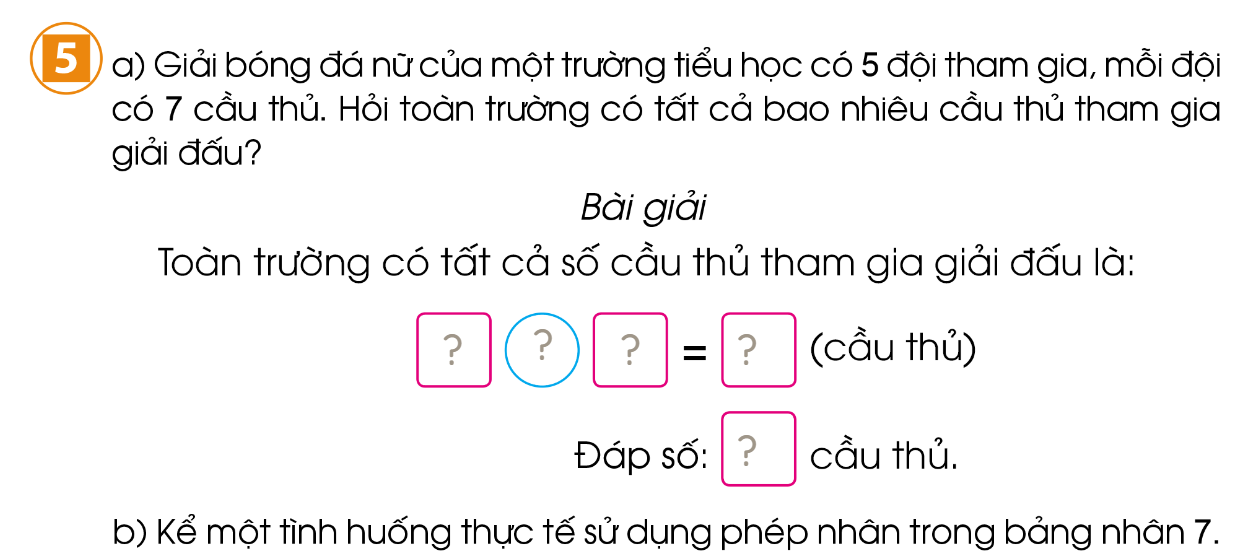 5 a) Giải bóng đá nữ của một trường tiểu học có 5 đội tham gia, mỗi đội
có 7 cầu thủ. Hỏi toàn trường có tất cả bao nhiêu cầu thủ tham gia
giải đấu?
Bài giải
Toàn trường có tất cả số cầu thủ tham gia giải đấu là:
? ? ? = ? (cầu thủ)
Đáp số: ? cầu thủ.
b) Kể một tình huống thực tế sử dụng phép nhân trong bảng nhân 7.